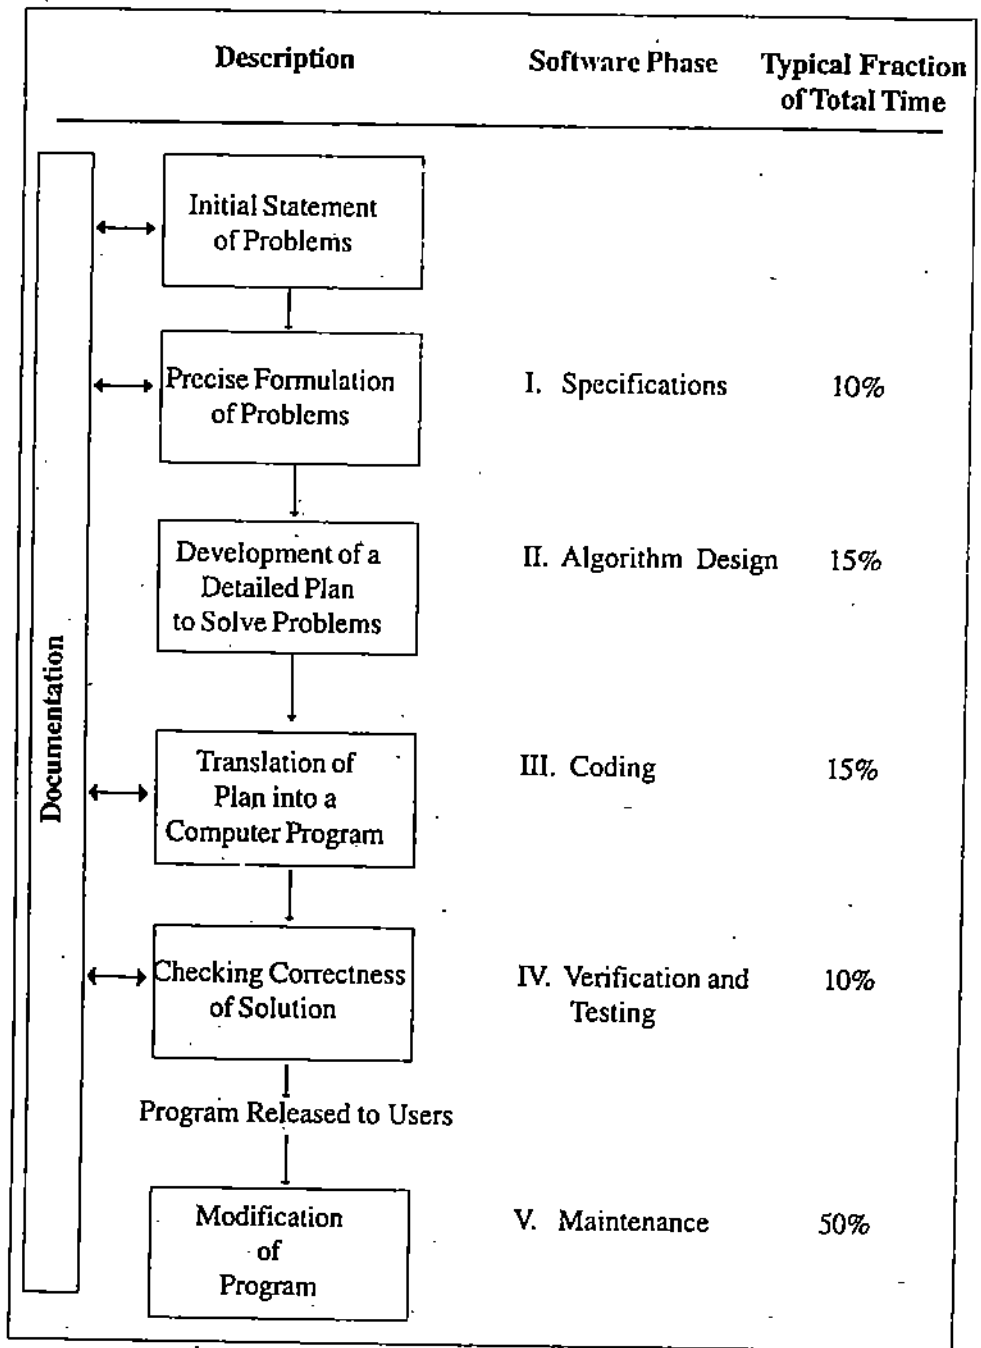 Description Software Phase Typical Fraction
of Total Time
Documentation
Initial Statement
of Problems
Precise Formulation I. Specifications 10%
of Problems
Development of a II. Algorithm Design 15%
Detailed Plan
to Solve Problems
Translation of III. Coding 15%
Plan into a
Computer Program
Checking Correctness IV. Verification and 10%
of Solution Testing
Program Released to Users
Modification V. Maintenance 50%
of
Program